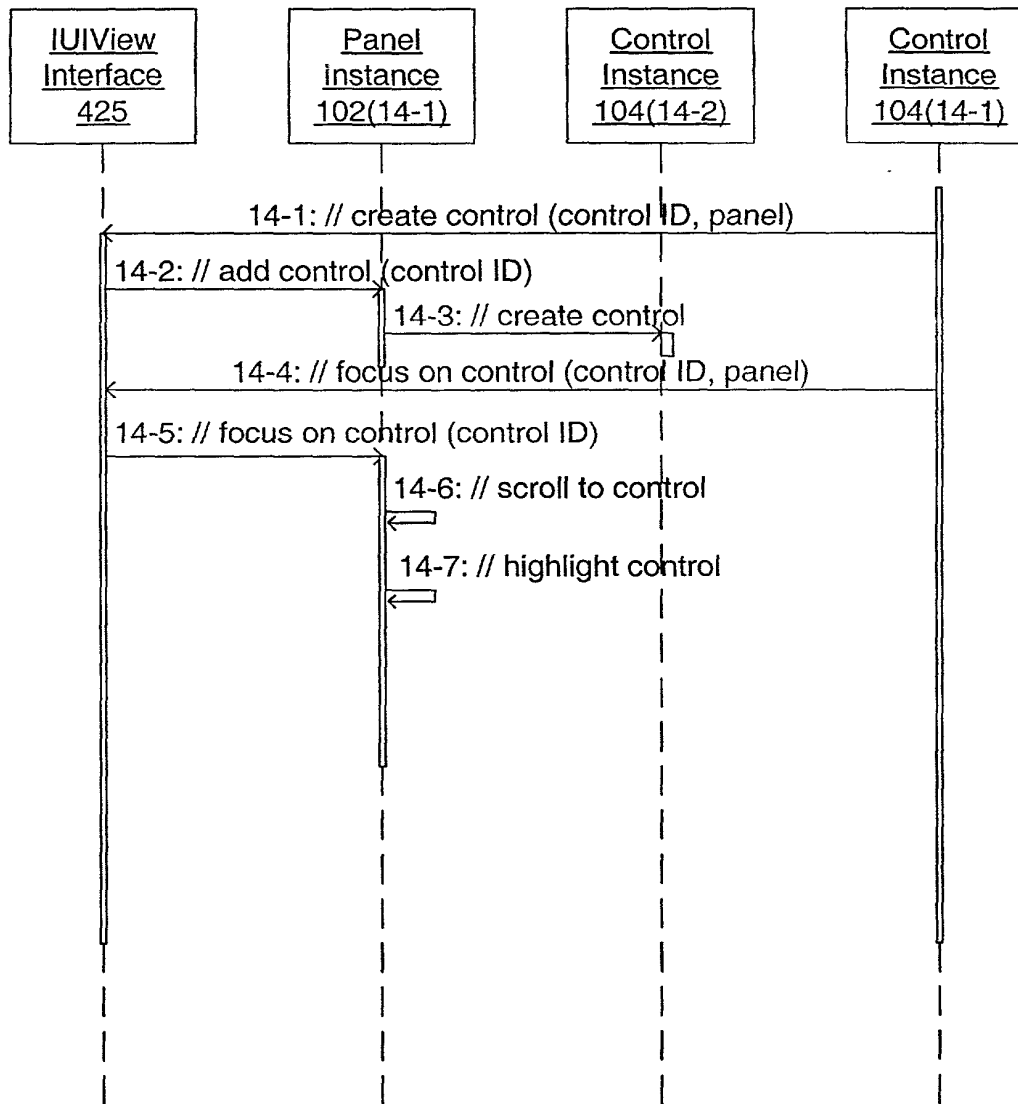 IUIView
Interface
425
Panel
instance
102(14-1)
Control
Instance
104(14-2)
Control
Instance
104(14-1)
14-1: // create control (control ID, panel)
14-2: // add control (control ID)
14-3: // create control
14-4: // focus on control (control ID, panel)
14-5: // focus on control (control ID)
14-6: // scroll to control
14-7: // highlight control